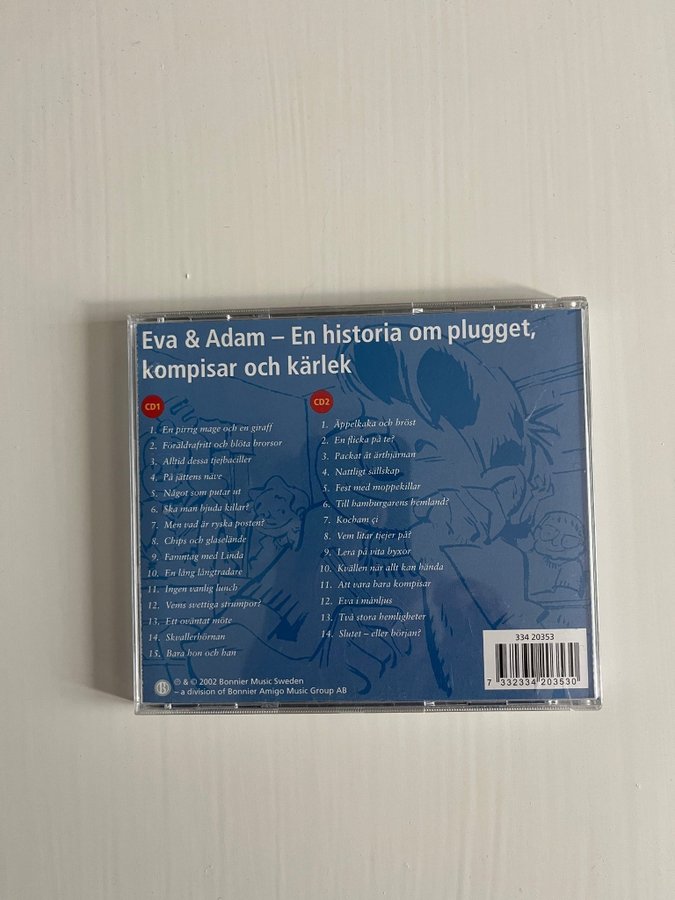 Eva & Adam – En historia om plugget,
kompisar och kärlek
CD1
1. En pirrig mage och en giraff
2. Föräldrafritt och blöta brorsor
3. Alltid dessa tjejbaciller
4. På jättens näve
5. Något som putar ut
6. Ska man bjuda killar?
7. Men vad är ryska posten?
8. Chips och glaselände
9. Famntag med Linda
10. En lång långtradare
11. Ingen vanlig lunch
12. Vems svettiga strumpor?
13. Ett oväntat möte
14. Skvallerhörnan
15. Bara hon och han
CD2
1. Äppelkaka och bröst
2. En flicka på te?
3. Packat åt ärthjärnan
4. Nattligt sällskap
5. Fest med moppekillar
6. Till hamburgarens hemland?
7. Kocham çi
8. Vem litar tjejer på?
9. Lera på vita byxor
10. Kvällen när allt kan hända
11. Att vara bara kompisar
12. Eva i månljus
13. Två stora hemligheter
14. Slutet – eller början?
334 20353
7 332334 203530
℗ & © 2002 Bonnier Music Sweden
– a division of Bonnier Amigo Music Group AB